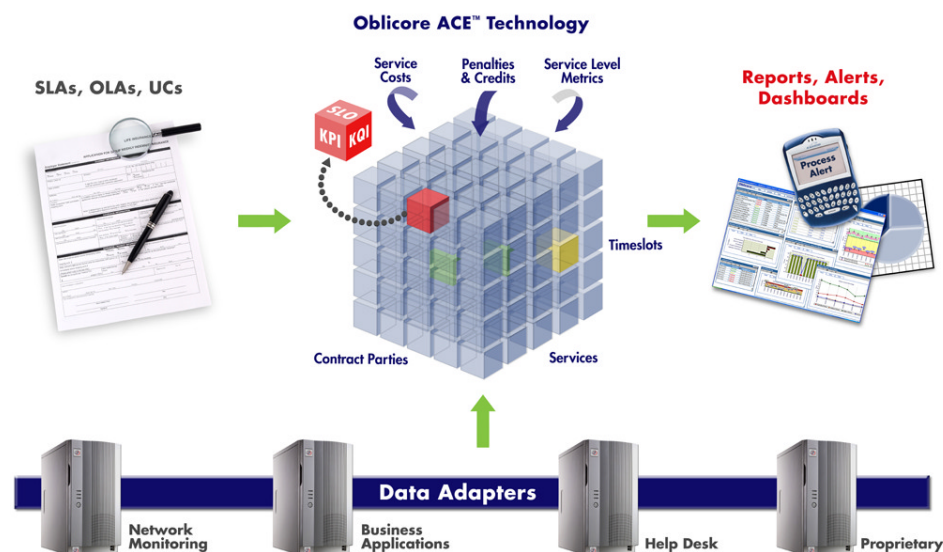 Oblicore ACE™ Technology
Service
Costs
Penalties
& Credits
Service Level
Metrics
SLAs, OLAs, UCs
Reports, Alerts,
Dashboards
SLO
KPI
KQI
Process
Alert
Timeslots
Contract Parties
Services
Data Adapters
Network
Monitoring
Business
Applications
Help Desk
Proprietary